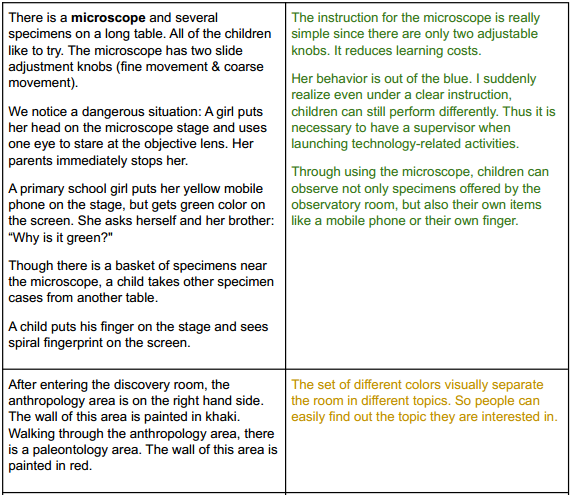 There is a microscope and several
specimens on a long table. All of the children
like to try. The microscope has two slide
adjustment knobs (fine movement & coarse
movement).
We notice a dangerous situation: A girl puts
her head on the microscope stage and uses
one eye to stare at the objective lens. Her
parents immediately stops her.
A primary school girl puts her yellow mobile
phone on the stage, but gets green color on
the screen. She asks herself and her brother:
“Why is it green?"
Though there is a basket of specimens near
the microscope, a child takes other specimen
cases from another table.
A child puts his finger on the stage and sees
spiral fingerprint on the screen.
The instruction for the microscope is really
simple since there are only two adjustable
knobs. It reduces learning costs.
Her behavior is out of the blue. I suddenly
realize even under a clear instruction,
children can still perform differently. Thus it is
necessary to have a supervisor when
launching technology-related activities.
Through using the microscope, children can
observe not only specimens offered by the
observatory room, but also their own items
like a mobile phone or their own finger.
After entering the discovery room, the
anthropology area is on the right hand side.
The wall of this area is painted in khaki.
Walking through the anthropology area, there
is a paleontology area. The wall of this area is
painted in red.
The set of different colors visually separate
the room in different topics. So people can
easily find out the topic they are interested in.